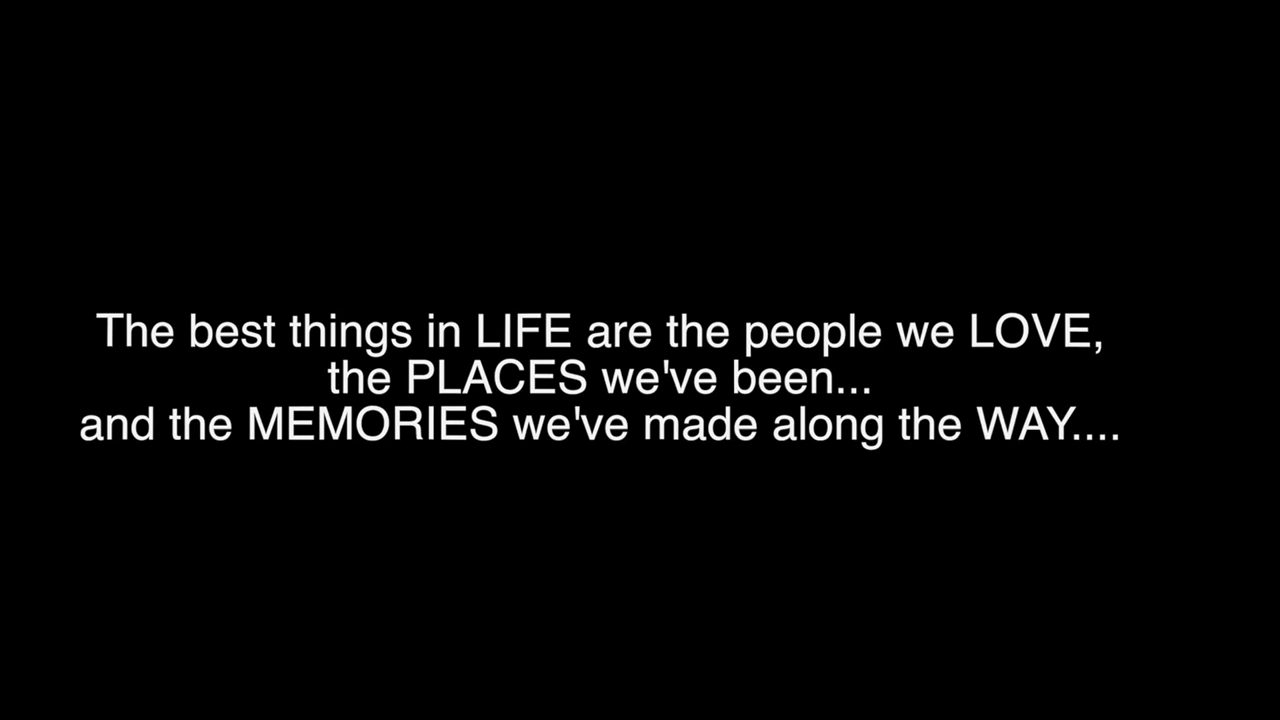 The best things in LIFE are the people we LOVE,
the PLACES we've been...
and the MEMORIES we've made along the WAY....